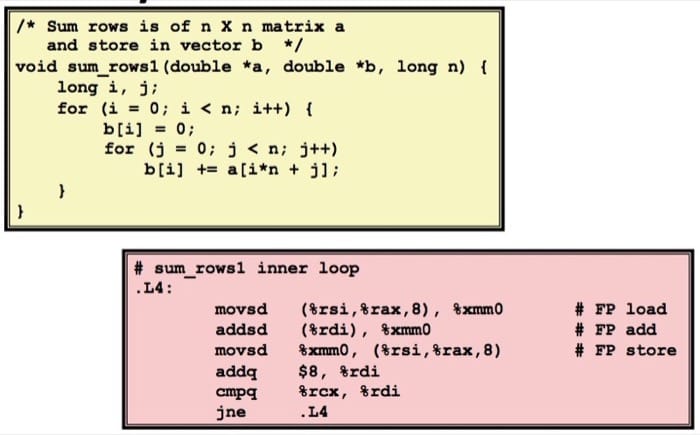 /* Sum rows is of n X n matrix a
and store in vector b */
void sum_rows1(double *a, double *b, long n) {
long i, j;
for (i = 0; i < n; i++) {
b[i] = 0;
for (j = 0; j < n; j++)
b[i] += a[i*n + j];
}
}
# sum_rows1 inner loop
.L4:
movsd (%rsi,%rax,8), %xmm0 # FP load
addsd (%rdi), %xmm0 # FP add
movsd %xmm0, (%rsi,%rax,8) # FP store
addq $8, %rdi
cmpq %rcx, %rdi
jne .L4